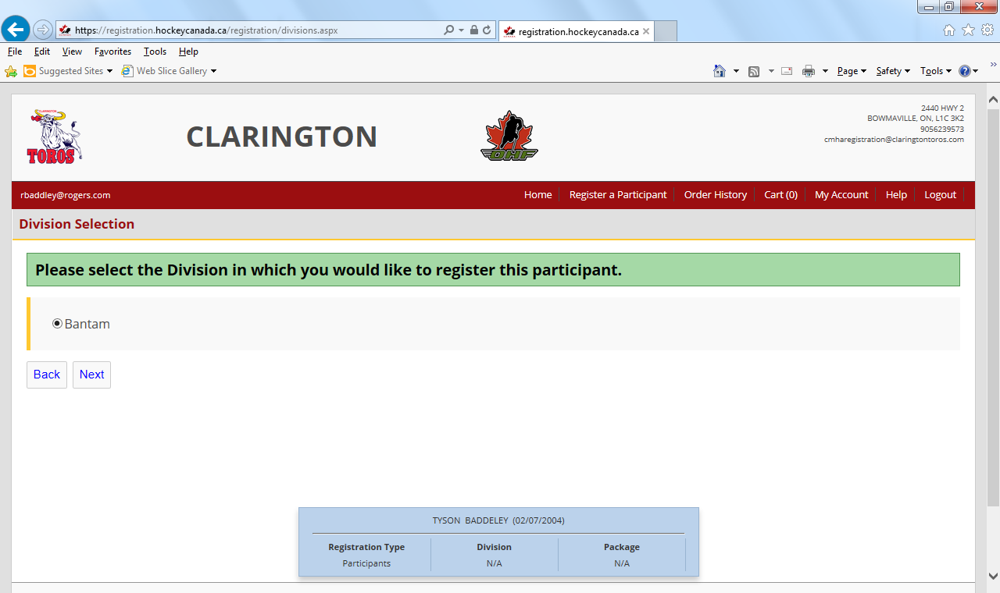 https://registration.hockeycanada.ca/registration/divisions.aspx
registration.hockeycanada.ca
File Edit View Favorites Tools Help
Suggested Sites Web Slice Gallery
Page Safety Tools
CLARINGTON
TOROS
CLARINGTON
OHF
2440 HWY 2
BOWMAVILLE, ON, L1C 3K2
9056239573
cmharegistration@claringtontoros.com
rbaddley@rogers.com
Home Register a Participant Order History Cart (0) My Account Help Logout
Division Selection
Please select the Division in which you would like to register this participant.
Bantam
Back Next
TYSON BADDELEY (02/07/2004)
Registration Type Division Package
Participants N/A N/A